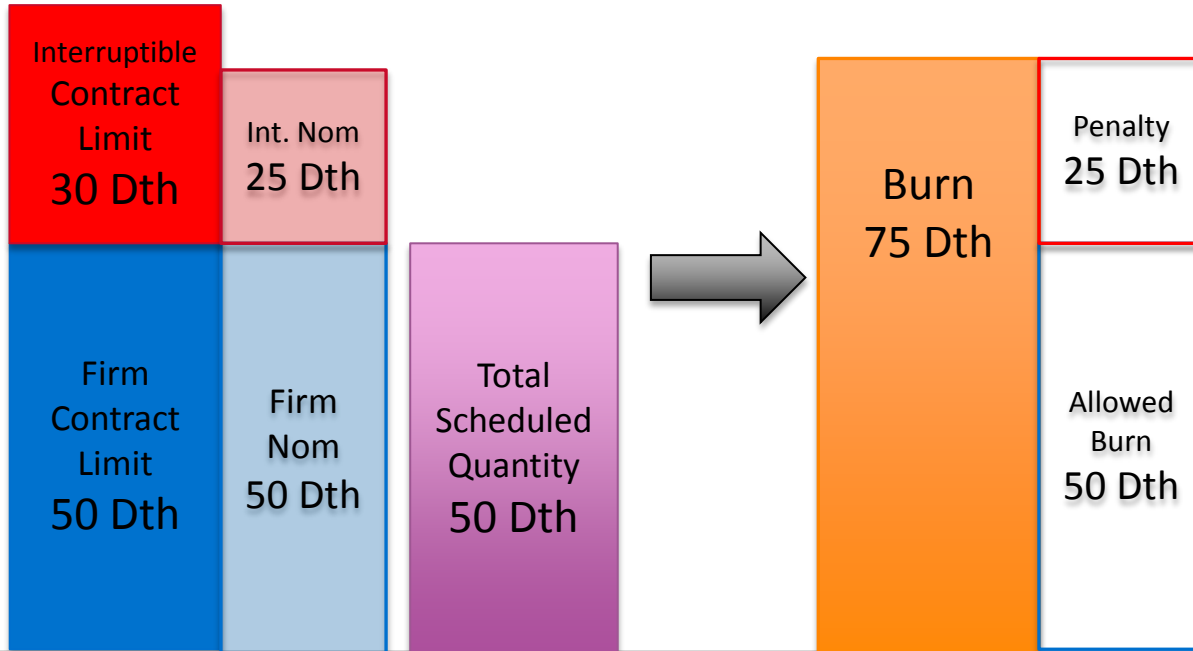 Interruptible
Contract
Limit
30 Dth
Int. Nom
25 Dth
Firm
Contract
Limit
50 Dth
Firm
Nom
50 Dth
Total
Scheduled
Quantity
50 Dth
Burn
75 Dth
Penalty
25 Dth
Allowed
Burn
50 Dth